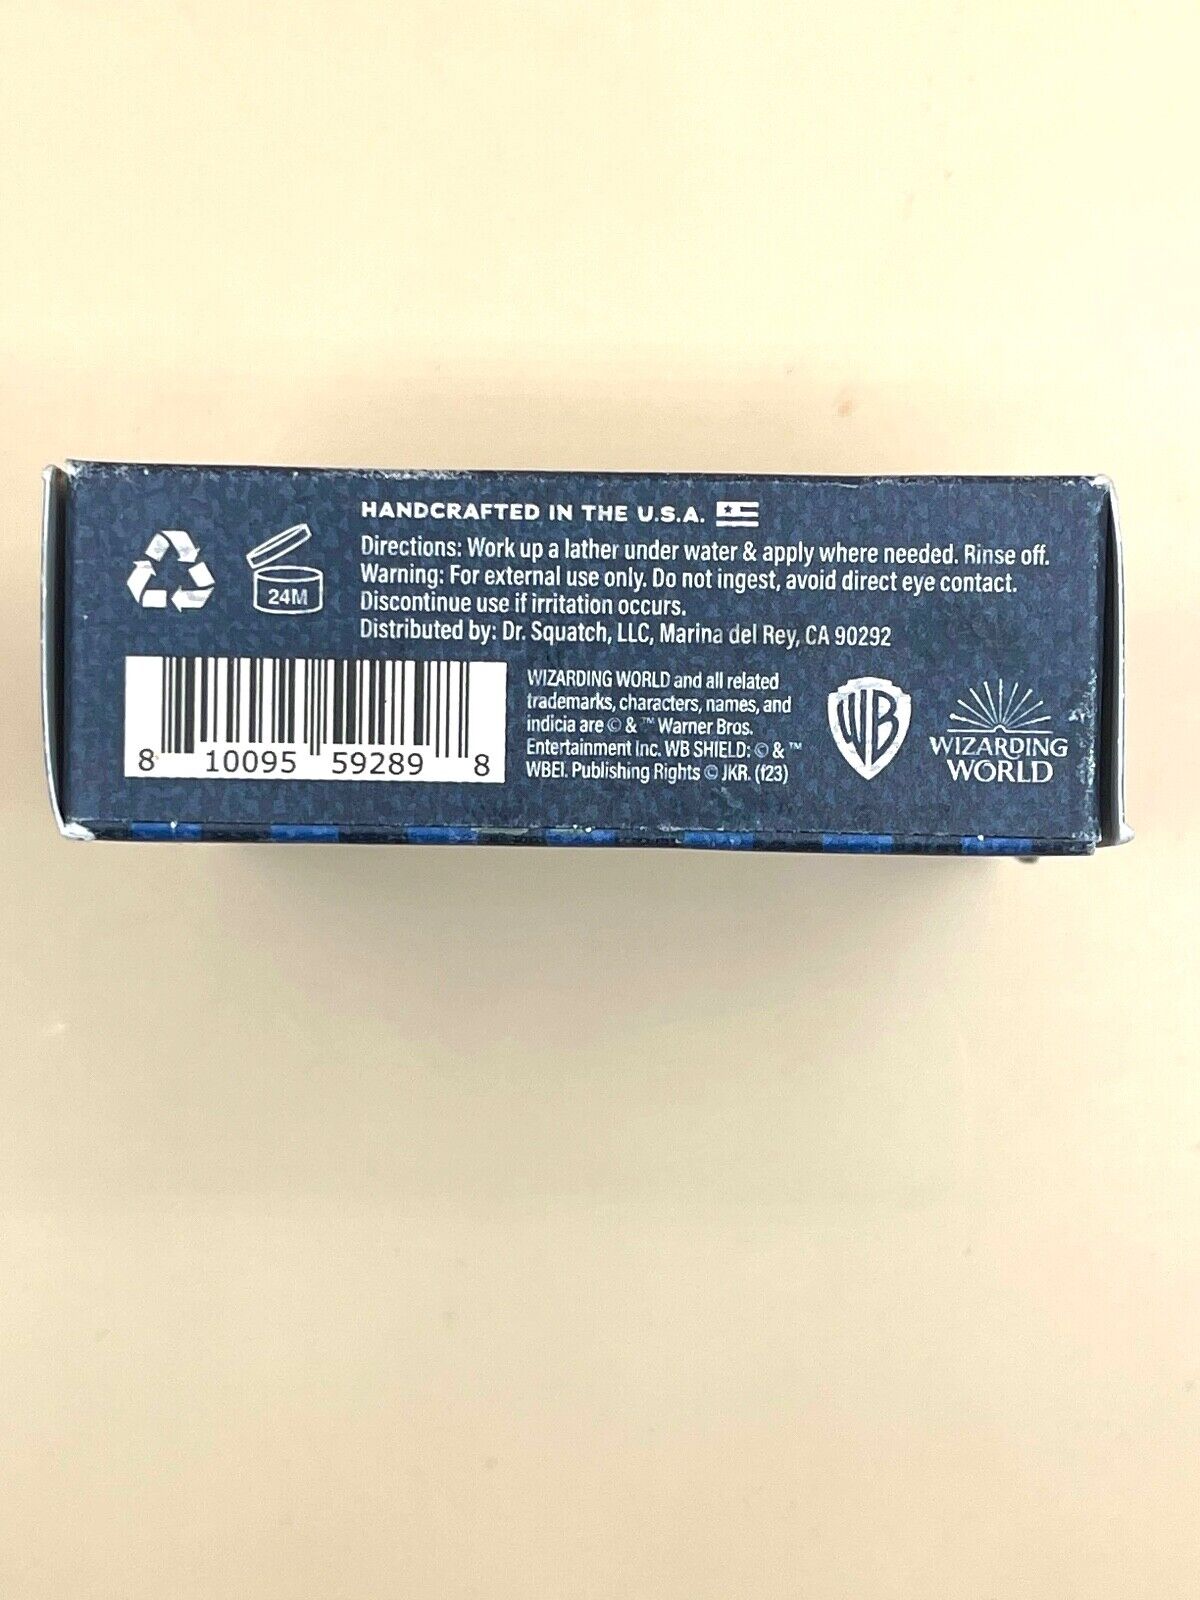 HANDCRAFTED IN THE U.S.A.
Directions: Work up a lather under water & apply where needed. Rinse off.
Warning: For external use only. Do not ingest, avoid direct eye contact.
Discontinue use if irritation occurs.
Distributed by: Dr. Squatch, LLC, Marina del Rey, CA 90292
24M
8 10095 59289 8
WIZARDING WORLD and all related
trademarks, characters, names, and
indicia are © & ™ Warner Bros.
Entertainment Inc. WB SHIELD: © & ™
WBEI. Publishing Rights © JKR. (f23)
WB
WIZARDING
WORLD